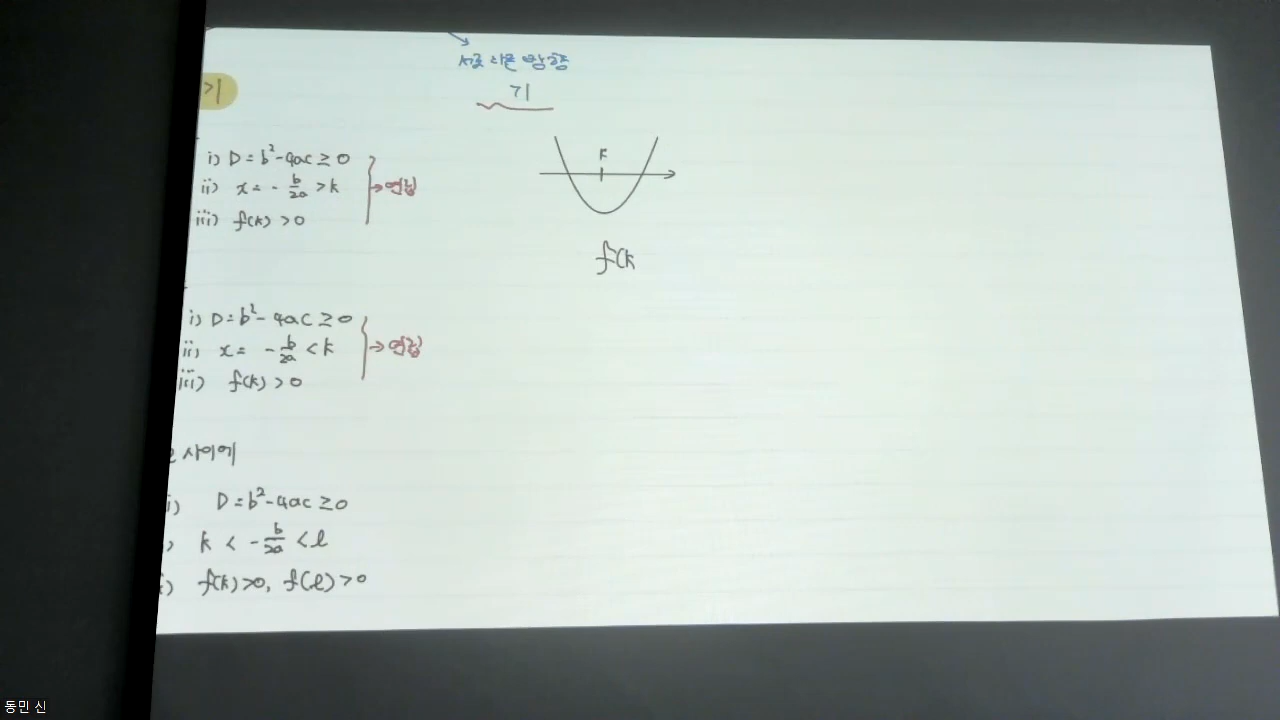 서로 다른 방향
기
기
i) D = b²-4ac ≥ 0
ii) x = - b/2a > k
iii) f(k) > 0
→ 연립
k
f(k
i) D = b²-4ac ≥ 0
ii) x = - b/2a < k
iii) f(k) > 0
→ 연립
사이에
i) D = b²-4ac ≥ 0
) k < - b/2a < l
i) f(k)>0, f(l)>0
동민 신